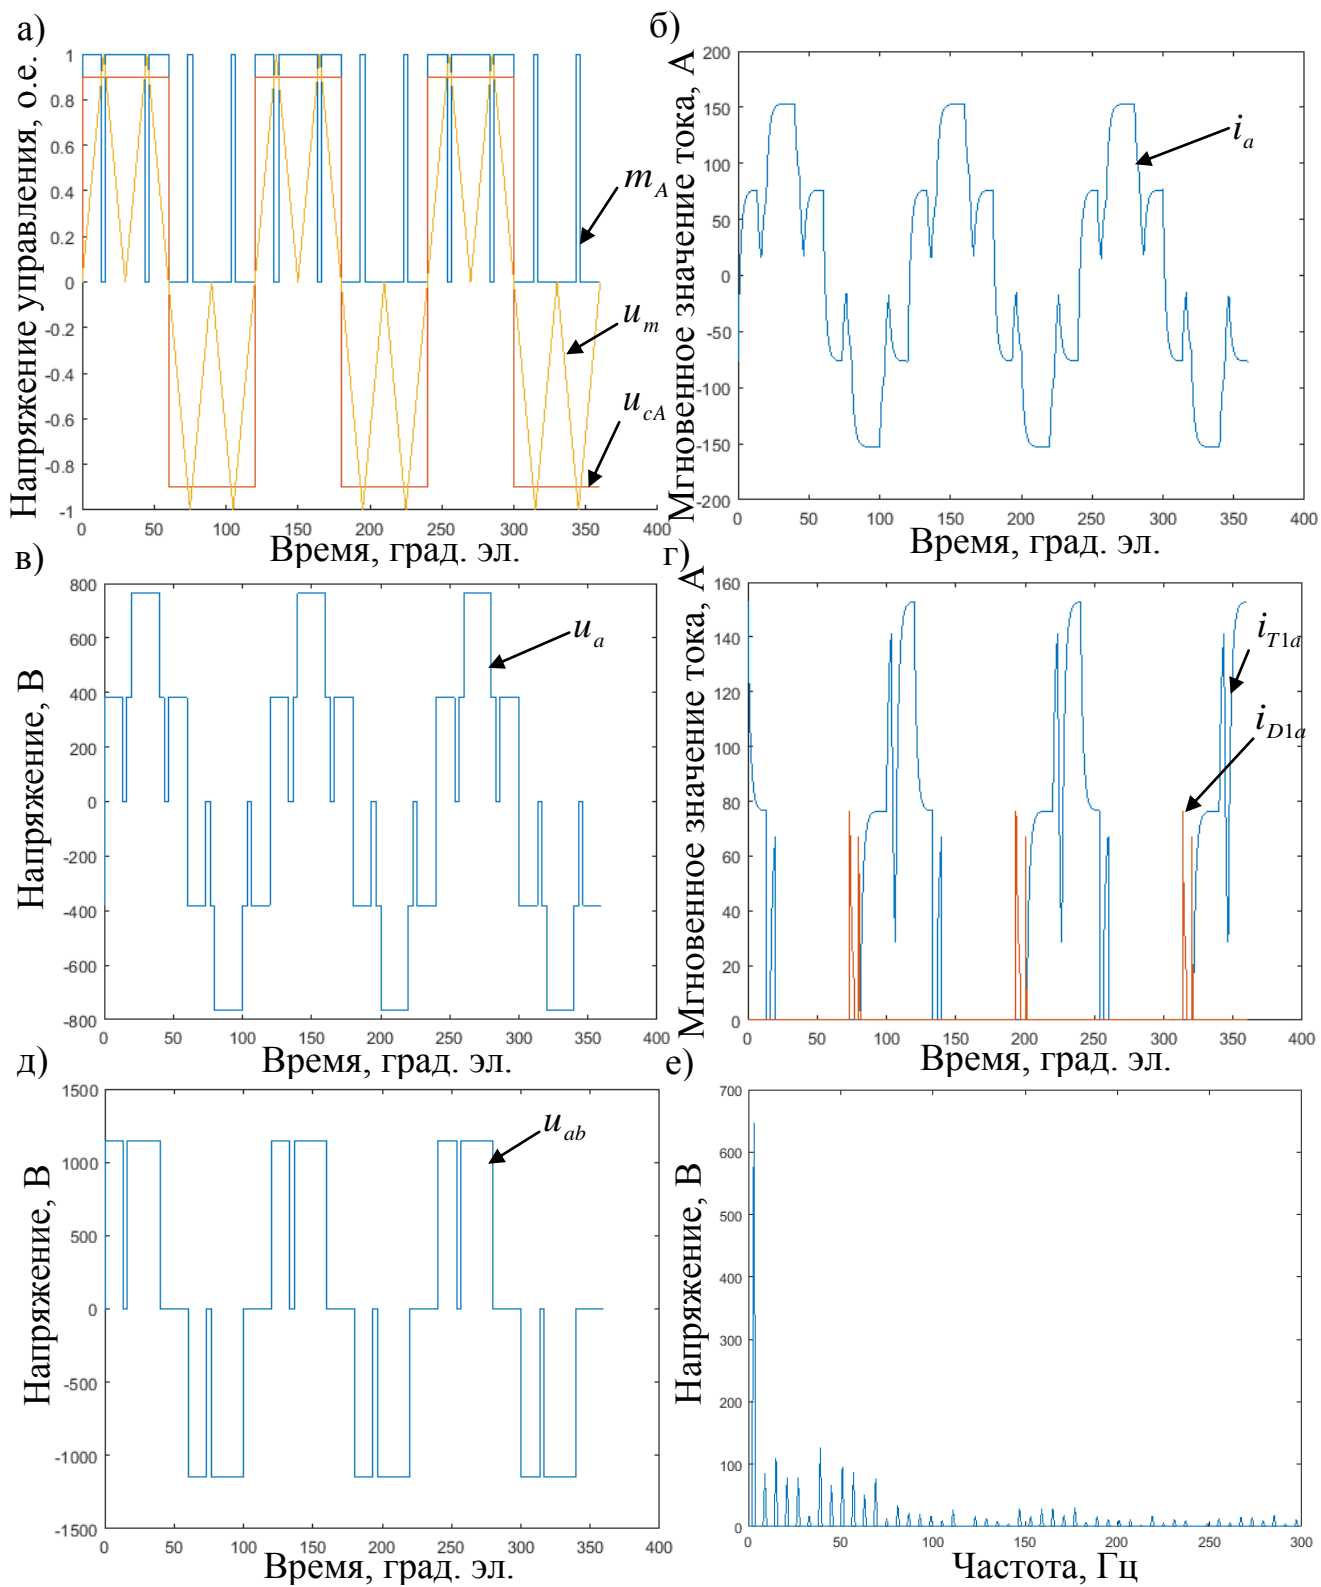 а)
Напряжение управления, о.е.
1
0.8
0.6
0.4
0.2
0
-0.2
-0.4
-0.6
-0.8
-1
0 50 100 150 200 250 300 350 400
Время, град. эл.
m_A
u_m
u_cA
б)
Мгновенное значение тока, А
200
150
100
50
0
-50
-100
-150
-200
0 50 100 150 200 250 300 350 400
Время, град. эл.
i_a
в)
Напряжение, В
800
600
400
200
0
-200
-400
-600
-800
0 50 100 150 200 250 300 350 400
Время, град. эл.
u_a
г)
Мгновенное значение тока, А
160
140
120
100
80
60
40
20
0
0 50 100 150 200 250 300 350 400
Время, град. эл.
i_T1a
i_D1a
д)
Напряжение, В
1500
1000
500
0
-500
-1000
-1500
0 50 100 150 200 250 300 350 400
Время, град. эл.
u_ab
е)
Напряжение, В
700
600
500
400
300
200
100
0
0 50 100 150 200 250 300
Частота, Гц